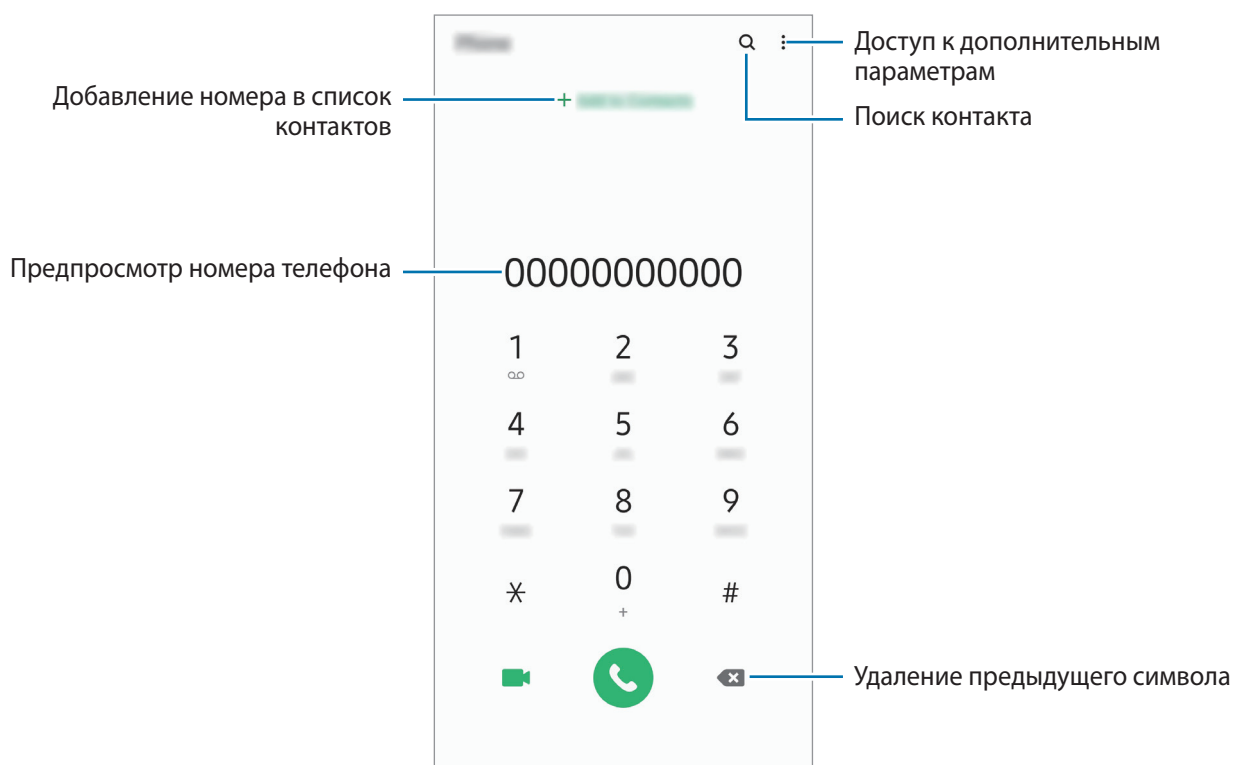 Доступ к дополнительным
параметрам
Добавление номера в список
контактов
+
Поиск контакта
Предпросмотр номера телефона
00000000000
1 2 3
4 5 6
7 8 9
* 0 #
+
Удаление предыдущего символа